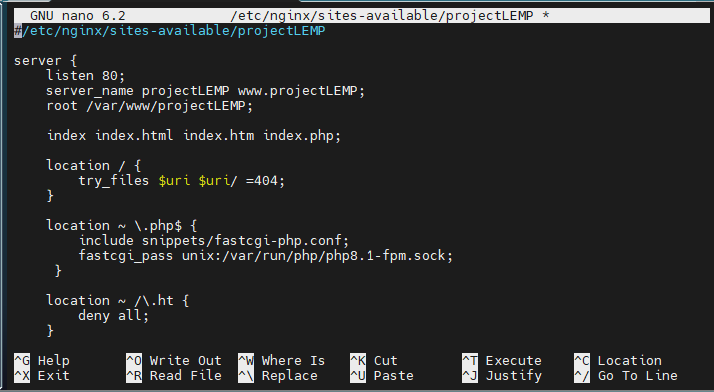 GNU nano 6.2 /etc/nginx/sites-available/projectLEMP *
#/etc/nginx/sites-available/projectLEMP
server {
    listen 80;
    server_name projectLEMP www.projectLEMP;
    root /var/www/projectLEMP;
    index index.html index.htm index.php;
    location / {
        try_files $uri $uri/ =404;
    }
    location ~ \.php$ {
        include snippets/fastcgi-php.conf;
        fastcgi_pass unix:/var/run/php/php8.1-fpm.sock;
     }
    location ~ /\.ht {
        deny all;
    }
^G Help ^O Write Out ^W Where Is ^K Cut ^T Execute ^C Location
^X Exit ^R Read File ^\ Replace ^U Paste ^J Justify ^/ Go To Line